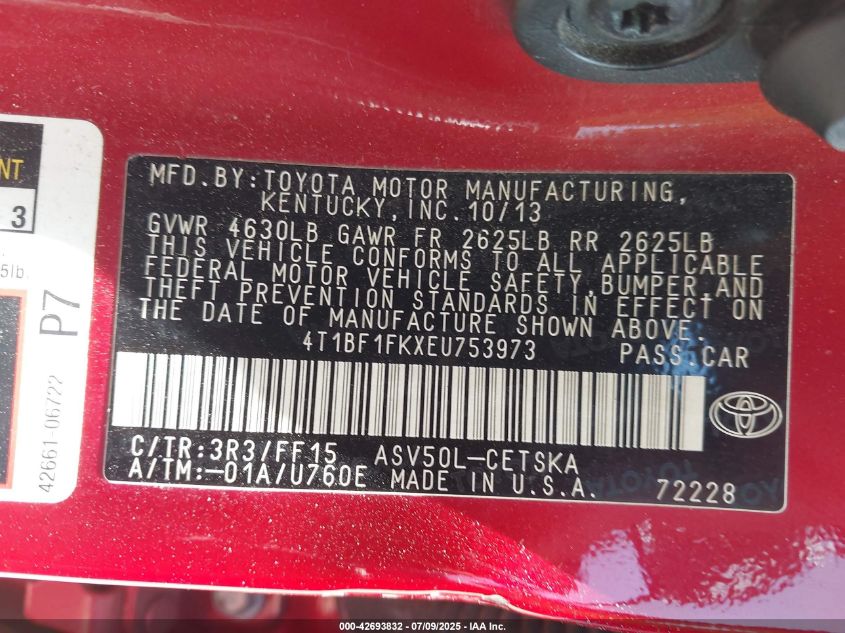 NT
3
5lb.
P7
42661-06722
MFD.BY:TOYOTA MOTOR MANUFACTURING,
KENTUCKY,INC.10/13
GVWR 4630LB GAWR FR 2625LB RR 2625LB
THIS VEHICLE CONFORMS TO ALL APPLICABLE
FEDERAL MOTOR VEHICLE SAFETY,BUMPER AND
THEFT PREVENTION STANDARDS IN EFFECT ON
THE DATE OF MANUFACTURE SHOWN ABOVE.
4T1BF1FKXEU753973 PASS.CAR
C/TR:3R3/FF15 ASV50L-CETSKA
A/TM:-01A/U760E MADE IN U.S.A. 72228
TOYOTA
000-42693832 - 07/09/2025 - IAA Inc.